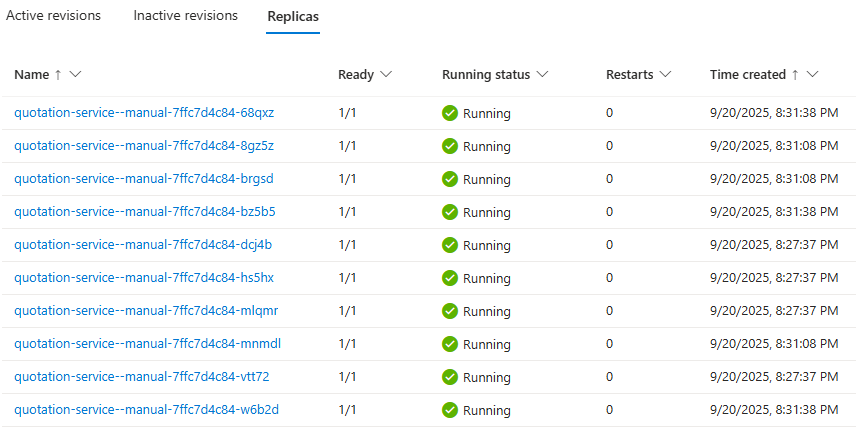 Active revisions Inactive revisions Replicas
Name ↑ Ready Running status Restarts Time created ↑
quotation-service--manual-7ffc7d4c84-68qxz 1/1 Running 0 9/20/2025, 8:31:38 PM
quotation-service--manual-7ffc7d4c84-8gz5z 1/1 Running 0 9/20/2025, 8:31:08 PM
quotation-service--manual-7ffc7d4c84-brgsd 1/1 Running 0 9/20/2025, 8:31:08 PM
quotation-service--manual-7ffc7d4c84-bz5b5 1/1 Running 0 9/20/2025, 8:31:38 PM
quotation-service--manual-7ffc7d4c84-dcj4b 1/1 Running 0 9/20/2025, 8:27:37 PM
quotation-service--manual-7ffc7d4c84-hs5hx 1/1 Running 0 9/20/2025, 8:27:37 PM
quotation-service--manual-7ffc7d4c84-mlqmr 1/1 Running 0 9/20/2025, 8:27:37 PM
quotation-service--manual-7ffc7d4c84-mnmdl 1/1 Running 0 9/20/2025, 8:31:08 PM
quotation-service--manual-7ffc7d4c84-vtt72 1/1 Running 0 9/20/2025, 8:27:37 PM
quotation-service--manual-7ffc7d4c84-w6b2d 1/1 Running 0 9/20/2025, 8:31:38 PM